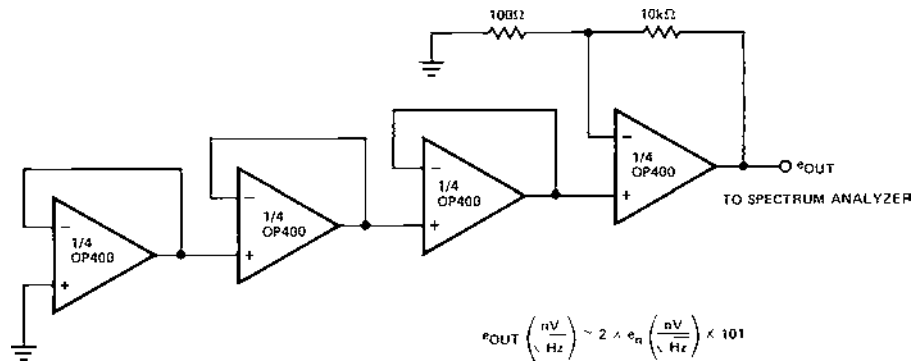 100Ω
10kΩ
−
1/4
OP400
+
−
1/4
OP400
+
−
1/4
OP400
+
−
1/4
OP400
+
eOUT
TO SPECTRUM ANALYZER
eOUT (nV/√Hz) ~ 2 × en (nV/√Hz) × 101